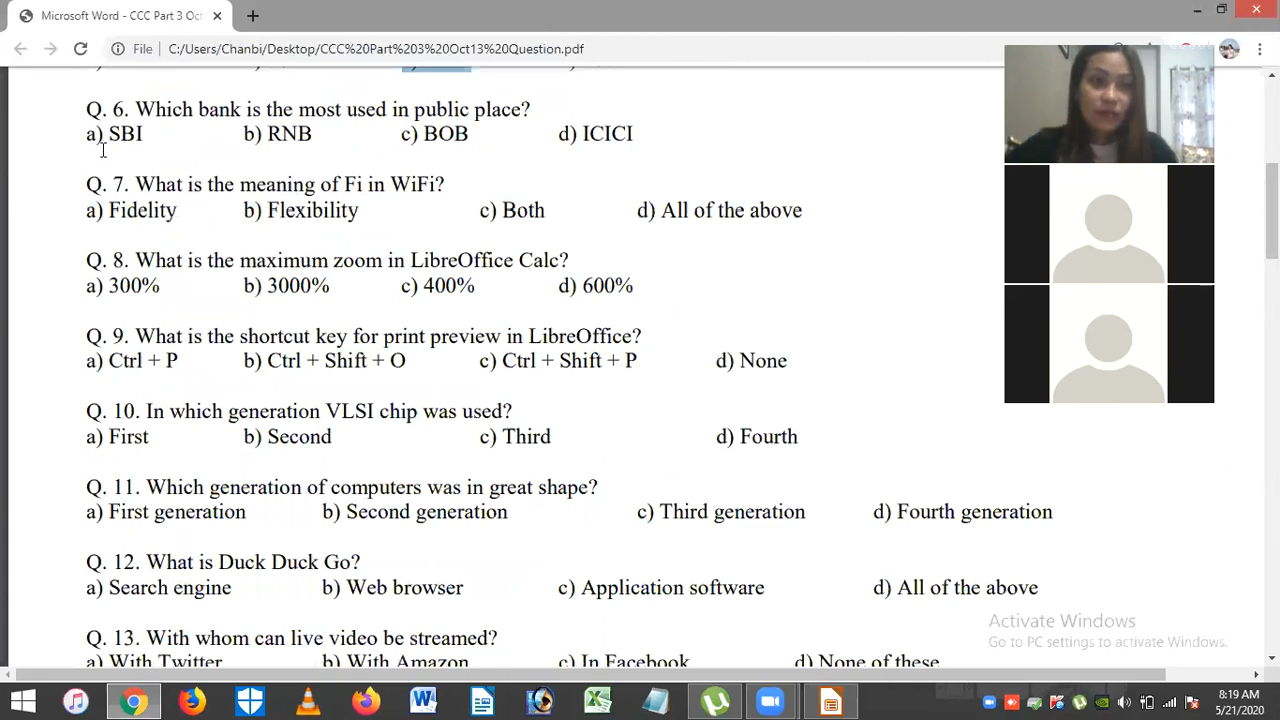 Microsoft Word - CCC Part 3 Oct
File C:/Users/Chanbi/Desktop/CCC%20Part%203%20Oct13%20Question.pdf
Q. 6. Which bank is the most used in public place?
a) SBI b) RNB c) BOB d) ICICI
Q. 7. What is the meaning of Fi in WiFi?
a) Fidelity b) Flexibility c) Both d) All of the above
Q. 8. What is the maximum zoom in LibreOffice Calc?
a) 300% b) 3000% c) 400% d) 600%
Q. 9. What is the shortcut key for print preview in LibreOffice?
a) Ctrl + P b) Ctrl + Shift + O c) Ctrl + Shift + P d) None
Q. 10. In which generation VLSI chip was used?
a) First b) Second c) Third d) Fourth
Q. 11. Which generation of computers was in great shape?
a) First generation b) Second generation c) Third generation d) Fourth generation
Q. 12. What is Duck Duck Go?
a) Search engine b) Web browser c) Application software d) All of the above
Q. 13. With whom can live video be streamed?
a) With Twitter b) With Amazon c) In Facebook d) None of these
Activate Windows
Go to PC settings to activate Windows.
8:19 AM
5/21/2020